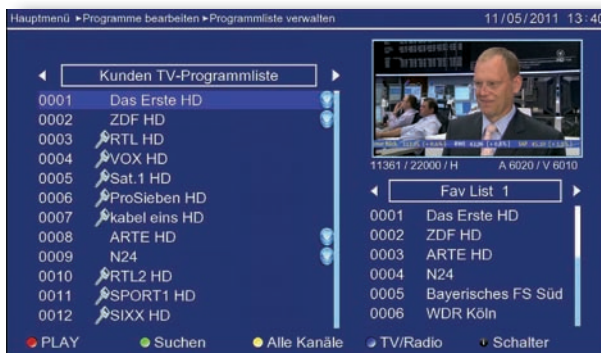 Hauptmenü ▸Programme bearbeiten ▸Programmliste verwalten 11/05/2011 13:40
Kunden TV-Programmliste
0001 Das Erste HD
0002 ZDF HD
0003 RTL HD
0004 VOX HD
0005 Sat.1 HD
0006 ProSieben HD
0007 kabel eins HD
0008 ARTE HD
0009 N24
0010 RTL2 HD
0011 SPORT1 HD
0012 SIXX HD
11361 / 22000 / H A 6020 / V 6010
Fav List 1
0001 Das Erste HD
0002 ZDF HD
0003 ARTE HD
0004 N24
0005 Bayerisches FS Süd
0006 WDR Köln
PLAY Suchen Alle Kanäle TV/Radio Schalter